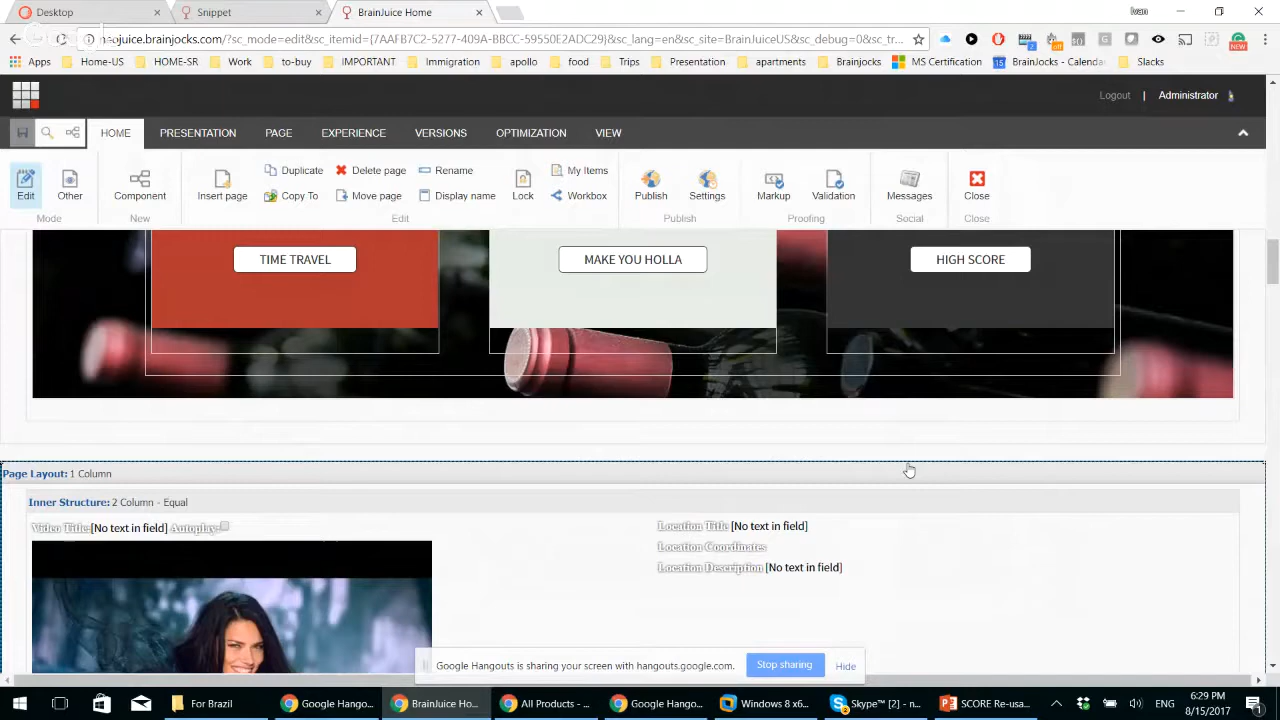 Desktop
Snippet
BrainJuice Home
Ivan
neojuice.brainjocks.com/?sc_mode=edit&sc_itemid={7AAFB7C2-5277-409A-BBCC-59550E2ADC29}&sc_lang=en&sc_site=BrainJuiceUS&sc_debug=0&sc_tr...
NEW
off
Apps
Home-US
HOME-SR
Work
to-buy
IMPORTANT
Immigration
apollo
food
Trips
Presentation
apartments
Brainjocks
MS Certification
BrainJocks - Calenda
Slacks
Logout | Administrator
HOME
PRESENTATION
PAGE
EXPERIENCE
VERSIONS
OPTIMIZATION
VIEW
Duplicate
Delete page
Rename
My Items
Edit
Other
Component
Insert page
Copy To
Move page
Display name
Lock
Workbox
Publish
Settings
Markup
Validation
Messages
Close
Mode
New
Edit
Publish
Proofing
Social
Close
TIME TRAVEL
MAKE YOU HOLLA
HIGH SCORE
Page Layout: 1 Column
Inner Structure: 2 Column - Equal
Video Title:[No text in field] Autoplay:
Location Title [No text in field]
Location Coordinates
Location Description [No text in field]
Google Hangouts is sharing your screen with hangouts.google.com.
Stop sharing
Hide
For Brazil
Google Hango...
BrainJuice Ho...
All Products - ...
Google Hango...
Windows 8 x6...
Skype™ [2] - n...
SCORE Re-usa...
ENG
6:29 PM
8/15/2017